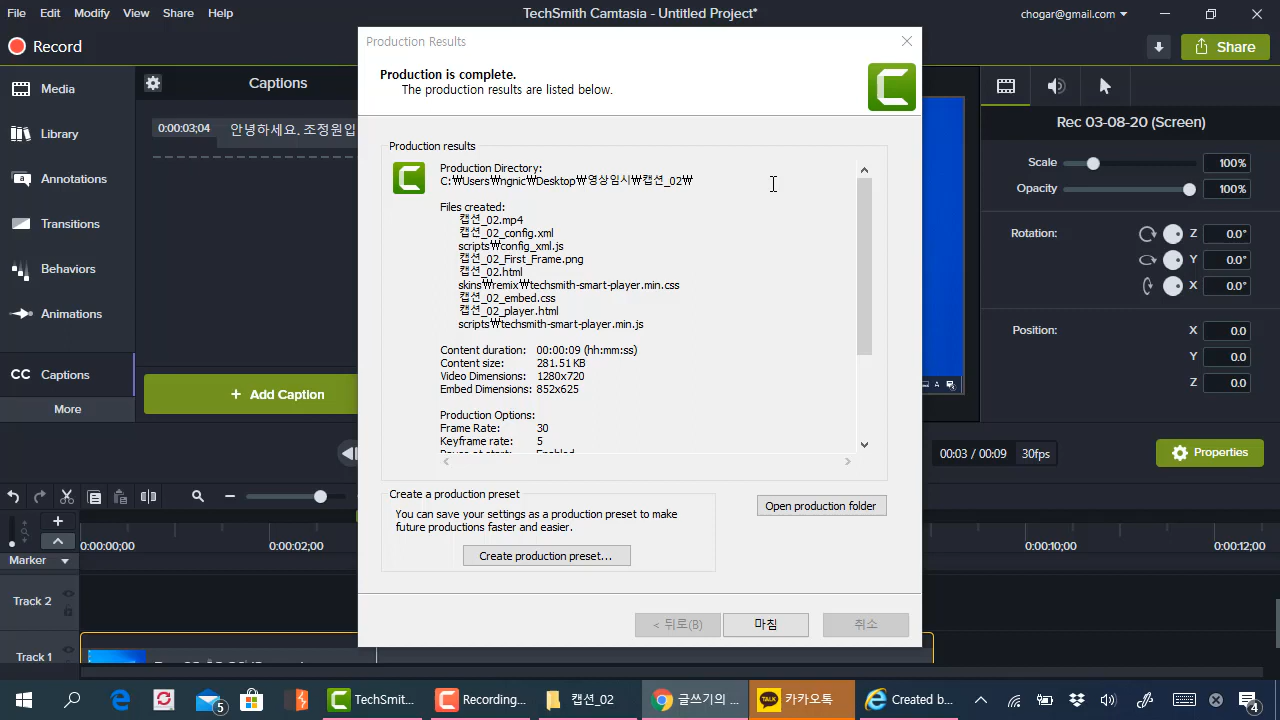 File Edit Modify View Share Help
TechSmith Camtasia - Untitled Project*
chogar@gmail.com
Record
Share
Media
Library
Annotations
Transitions
Behaviors
Animations
CC Captions
More
Captions
0:00:03;04 안녕하세요. 조정원입
+ Add Caption
Production Results
Production is complete.
The production results are listed below.
Production results
Production Directory:
C:₩Users₩ngnic₩Desktop₩영상임시₩캡션_02₩
Files created:
캡션_02.mp4
캡션_02_config.xml
scripts₩config_xml.js
캡션_02_First_Frame.png
캡션_02.html
skins₩remix₩techsmith-smart-player.min.css
캡션_02_embed.css
캡션_02_player.html
scripts₩techsmith-smart-player.min.js
Content duration: 00:00:09 (hh:mm:ss)
Content size: 281.51 KB
Video Dimensions: 1280x720
Embed Dimensions: 852x625
Production Options:
Frame Rate: 30
Keyframe rate: 5
Create a production preset
You can save your settings as a production preset to make
future productions faster and easier.
Create production preset...
Open production folder
< 뒤로(B)
마침
취소
Rec 03-08-20 (Screen)
Scale 100%
Opacity 100%
Rotation: Z 0.0°
Y 0.0°
X 0.0°
Position: X 0.0
Y 0.0
Z 0.0
00:03 / 00:09 30fps
Properties
0:00:00;00 0:00:02;00 0:00:10;00 0:00:12;00
Marker
Track 2
Track 1
5
TechSmit...
Recording...
캡션_02
글쓰기의 ...
TALK 카카오톡
Created b...
4